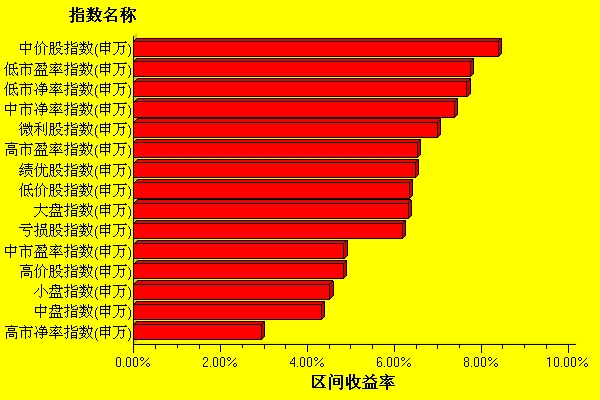 指数名称
中价股指数(申万)
低市盈率指数(申万)
低市净率指数(申万)
中市净率指数(申万)
微利股指数(申万)
高市盈率指数(申万)
绩优股指数(申万)
低价股指数(申万)
大盘指数(申万)
亏损股指数(申万)
中市盈率指数(申万)
高价股指数(申万)
小盘指数(申万)
中盘指数(申万)
高市净率指数(申万)
0.00% 2.00% 4.00% 6.00% 8.00% 10.00%
区间收益率